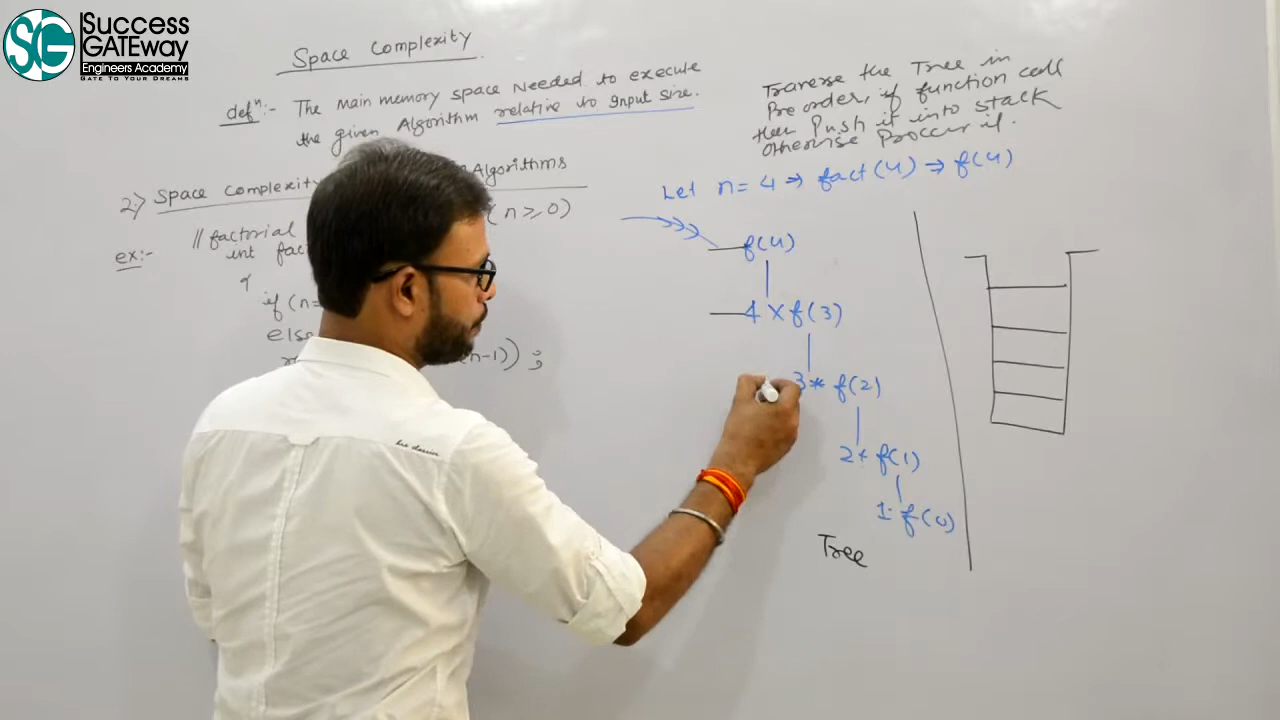 Success
GATEway
Engineers Academy
GATE TO YOUR DREAMS
Space Complexity
defn:- The main memory space Needed to execute
the given Algorithm relative to Input size.
2.) Space Complexity Algorithms
ex:- // factorial (n ≥ 0)
int fac
{
if (n=
else
(n-1)) ;
Traverse the Tree in
Preorder, if function call
then Push it into stack
otherwise Process it.
Let n = 4 ⇒ fact(4) ⇒ f(4)
f(4)
4 × f(3)
3 * f(2)
2 * f(1)
1 · f(0)
Tree